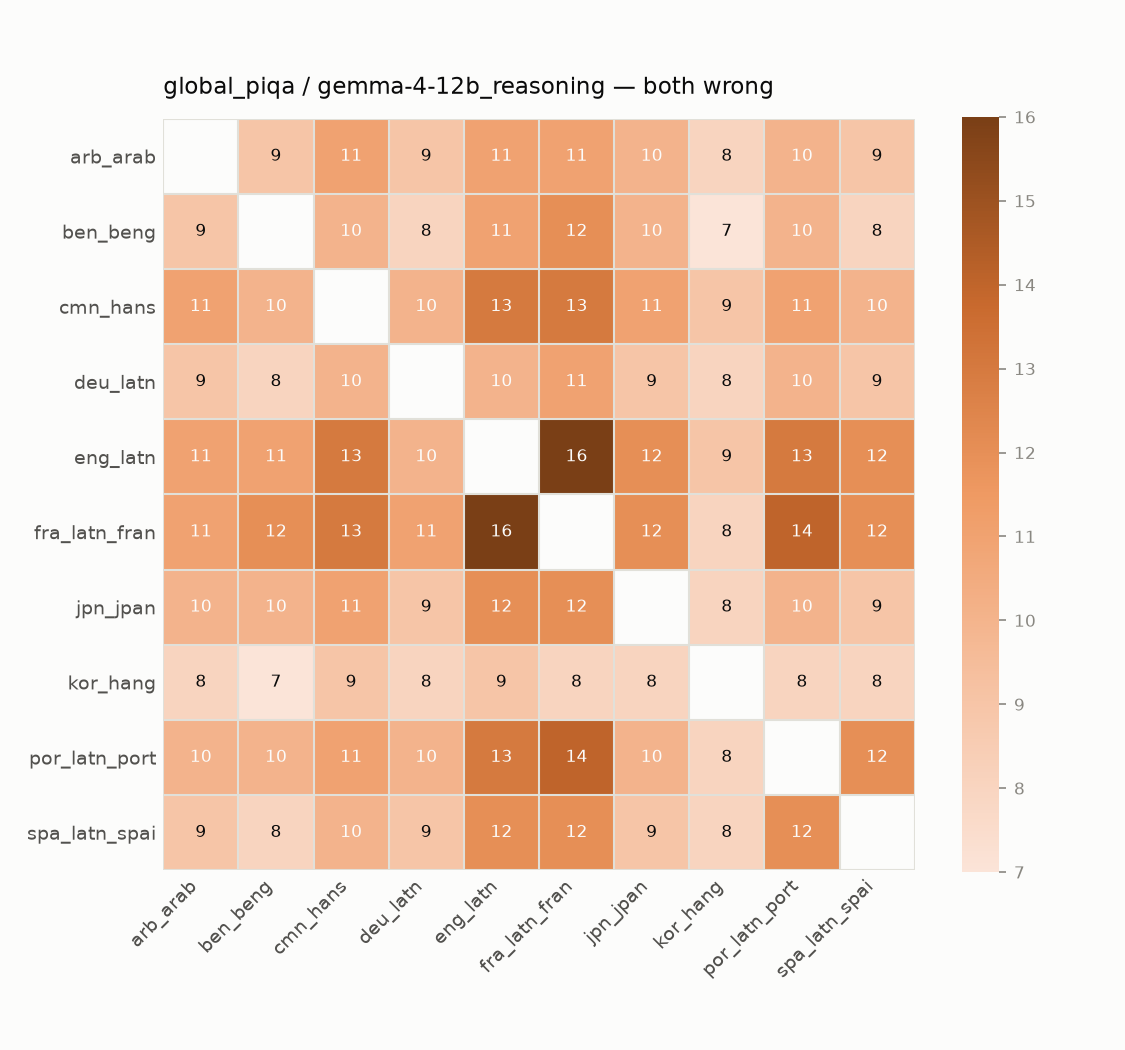 global_piqa / gemma-4-12b_reasoning — both wrong
arb_arab 9 11 9 11 11 10 8 10 9
ben_beng 9 10 8 11 12 10 7 10 8
cmn_hans 11 10 10 13 13 11 9 11 10
deu_latn 9 8 10 10 11 9 8 10 9
eng_latn 11 11 13 10 16 12 9 13 12
fra_latn_fran 11 12 13 11 16 12 8 14 12
jpn_jpan 10 10 11 9 12 12 8 10 9
kor_hang 8 7 9 8 9 8 8 8 8
por_latn_port 10 10 11 10 13 14 10 8 12
spa_latn_spai 9 8 10 9 12 12 9 8 12
arb_arab ben_beng cmn_hans deu_latn eng_latn fra_latn_fran jpn_jpan kor_hang por_latn_port spa_latn_spai
16
15
14
13
12
11
10
9
8
7